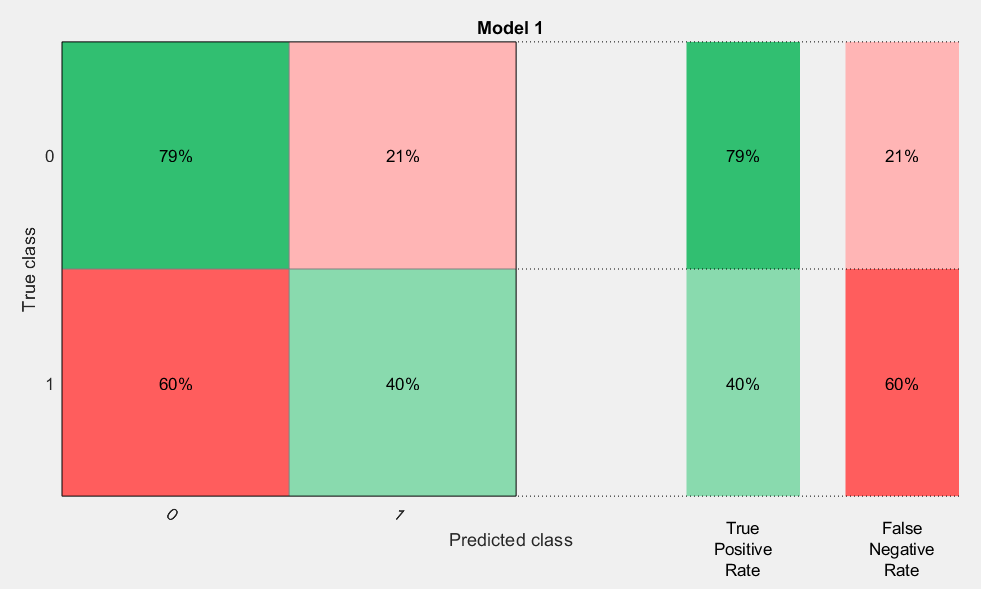 Model 1
0 79% 21% 79% 21%
True class
1 60% 40% 40% 60%
0 1
Predicted class
True
Positive
Rate
False
Negative
Rate